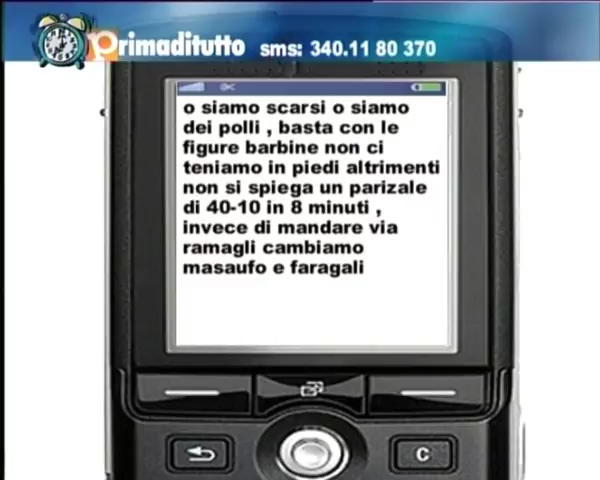 Primaditutto sms: 340.11 80 370
o siamo scarsi o siamo
dei polli , basta con le
figure barbine non ci
teniamo in piedi altrimenti
non si spiega un parizale
di 40-10 in 8 minuti ,
invece di mandare via
ramagli cambiamo
masaufo e faragali
C